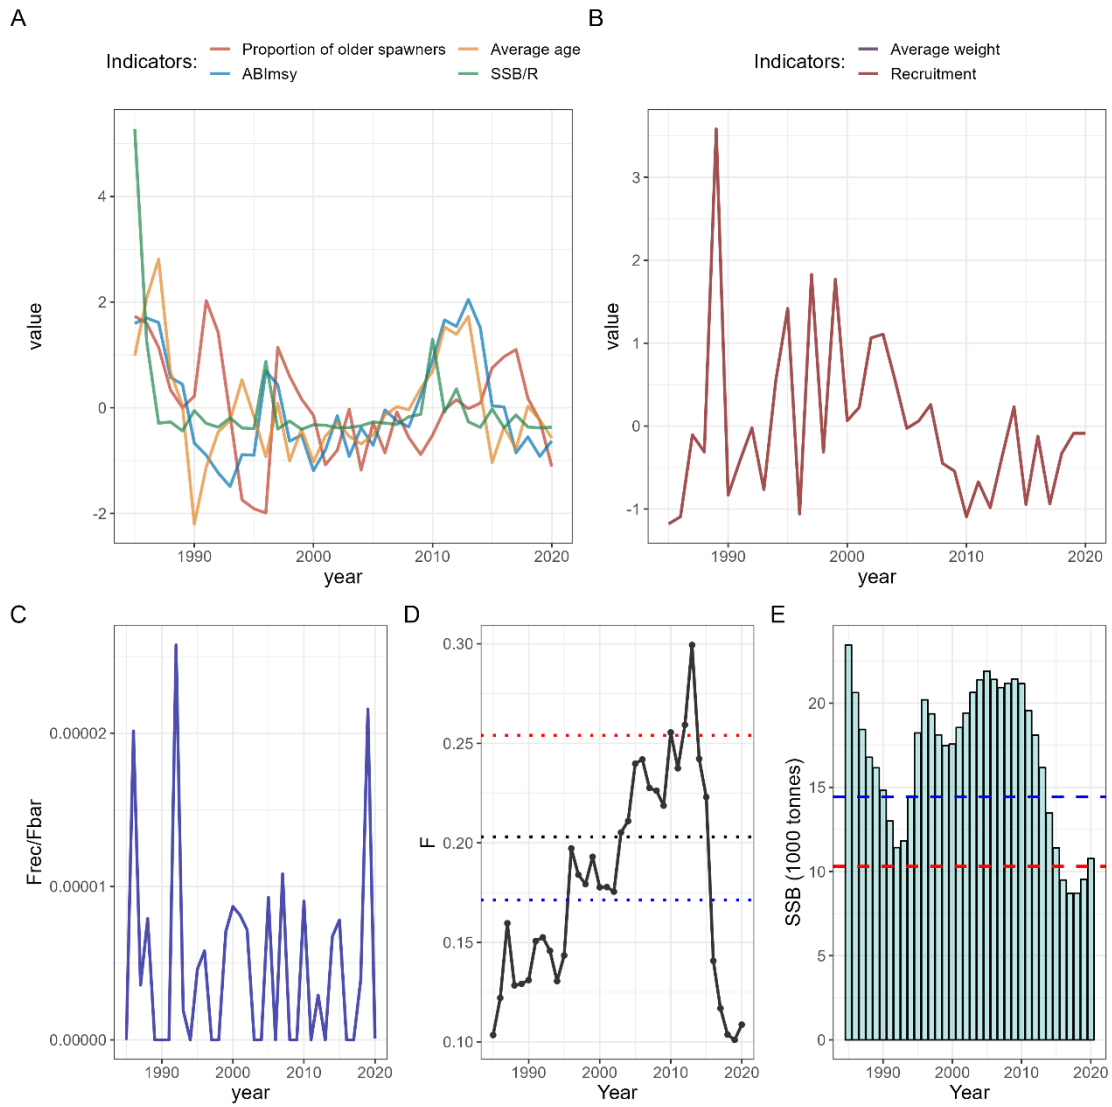 A
Indicators:
Proportion of older spawners
Average age
ABImsy
SSB/R
value
4
2
0
-2
1990
2000
2010
2020
year
B
Indicators:
Average weight
Recruitment
value
3
2
1
0
-1
1990
2000
2010
2020
year
C
Frec/Fbar
0.00002
0.00001
0.00000
1990
2000
2010
2020
year
D
F
0.30
0.25
0.20
0.15
0.10
1990
2000
2010
2020
Year
E
SSB (1000 tonnes)
20
15
10
5
0
1990
2000
2010
2020
Year